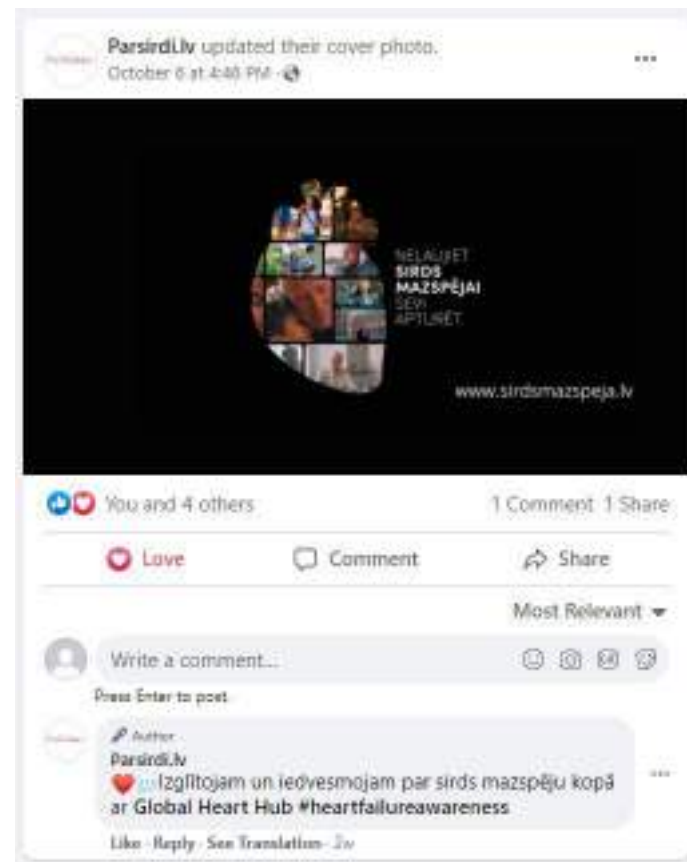 Parsirdi.lv updated their cover photo.
October 6 at 4:46 PM ·
NEĻAUJIET
SIRDS
MAZSPĒJAI
SEVI
APTURĒT.
www.sirdsmazspeja.lv
You and 4 others
1 Comment 1 Share
Love Comment Share
Most Relevant
Write a comment...
Press Enter to post.
Author
Parsirdi.lv
Izglītojam un iedvesmojam par sirds mazspēju kopā
ar Global Heart Hub #heartfailureawareness
Like · Reply · See Translation · 2w